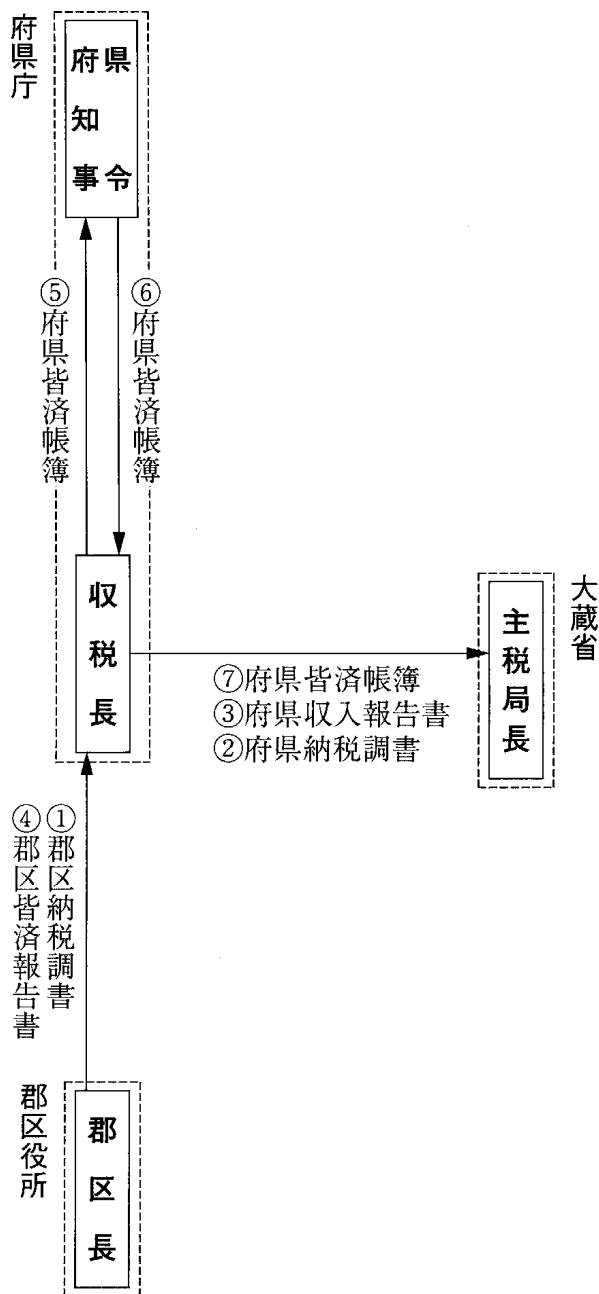 府県庁
府知事
県令
⑤府県皆済帳簿
⑥府県皆済帳簿
収税長
大蔵省
主税局長
⑦府県皆済帳簿
③府県収入報告書
②府県納税調書
①郡区納税調書
④郡区皆済報告書
郡区役所
郡区長